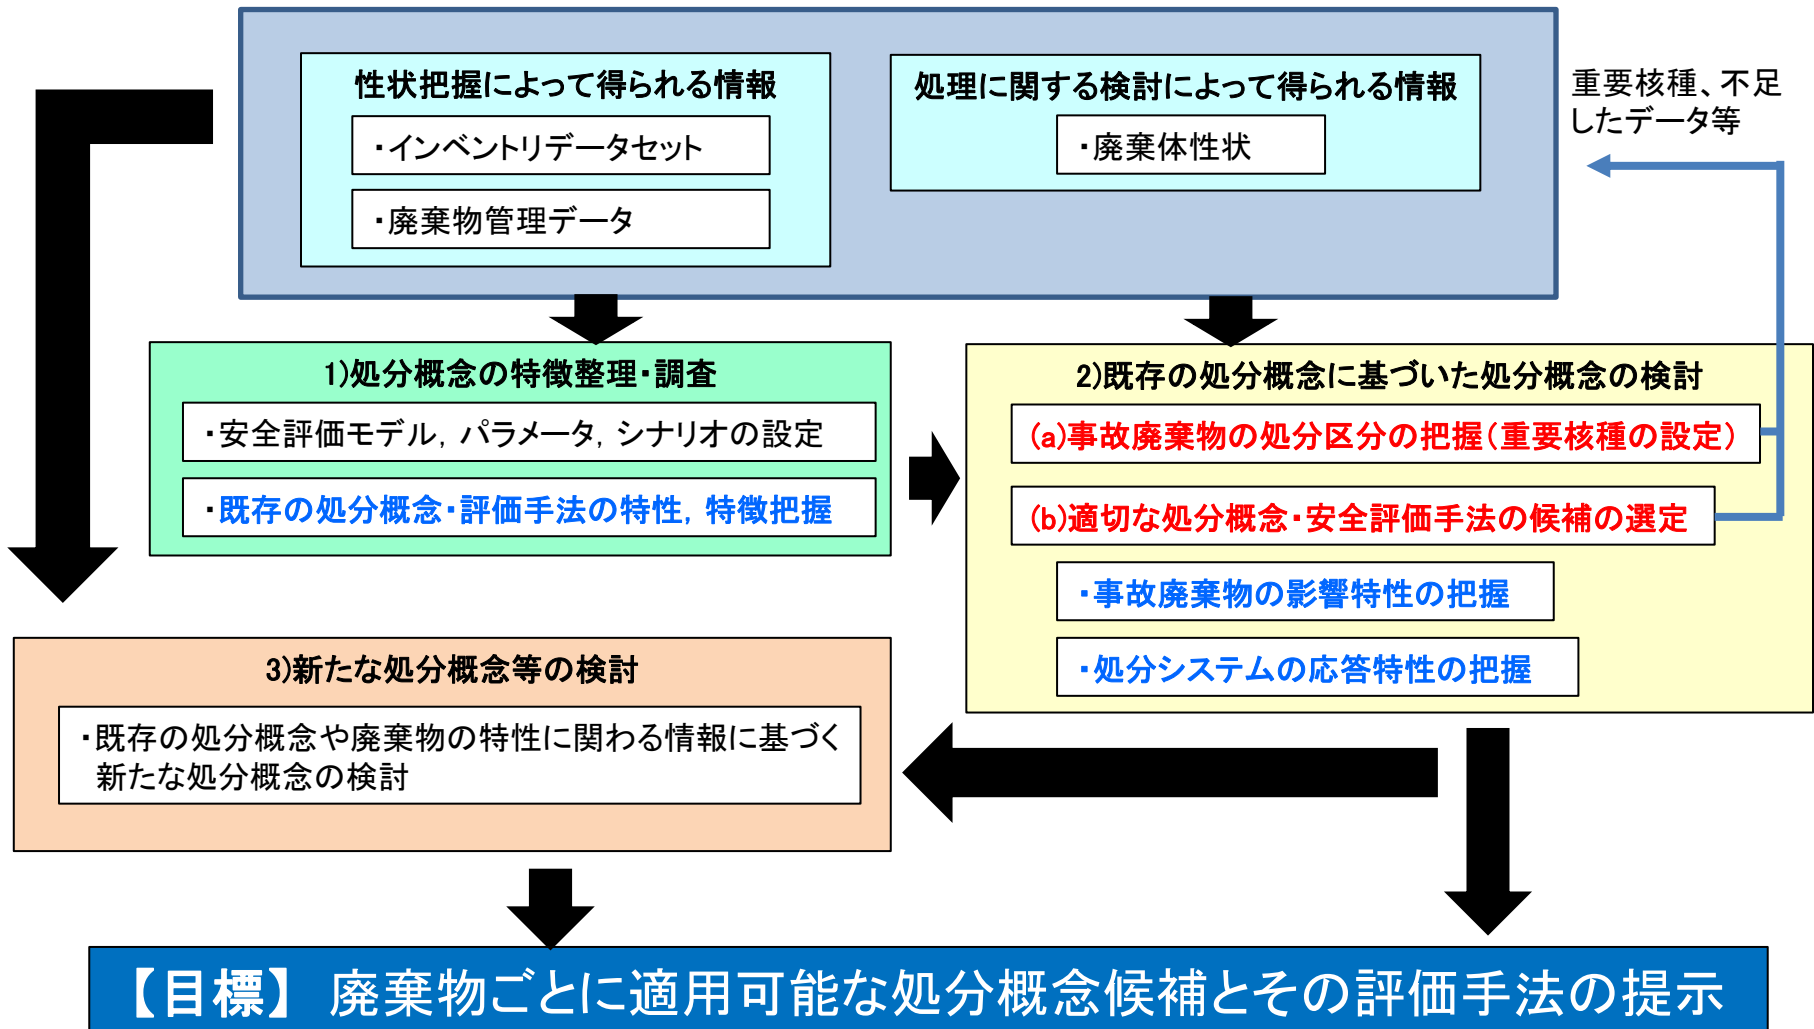 性状把握によって得られる情報
・インベントリデータセット
・廃棄物管理データ
処理に関する検討によって得られる情報
・廃棄体性状
重要核種、不足
したデータ等
1)処分概念の特徴整理・調査
・安全評価モデル，パラメータ，シナリオの設定
・既存の処分概念・評価手法の特性，特徴把握
2)既存の処分概念に基づいた処分概念の検討
(a)事故廃棄物の処分区分の把握（重要核種の設定）
(b)適切な処分概念・安全評価手法の候補の選定
・事故廃棄物の影響特性の把握
・処分システムの応答特性の把握
3)新たな処分概念等の検討
・既存の処分概念や廃棄物の特性に関わる情報に基づく
新たな処分概念の検討
【目標】 廃棄物ごとに適用可能な処分概念候補とその評価手法の提示